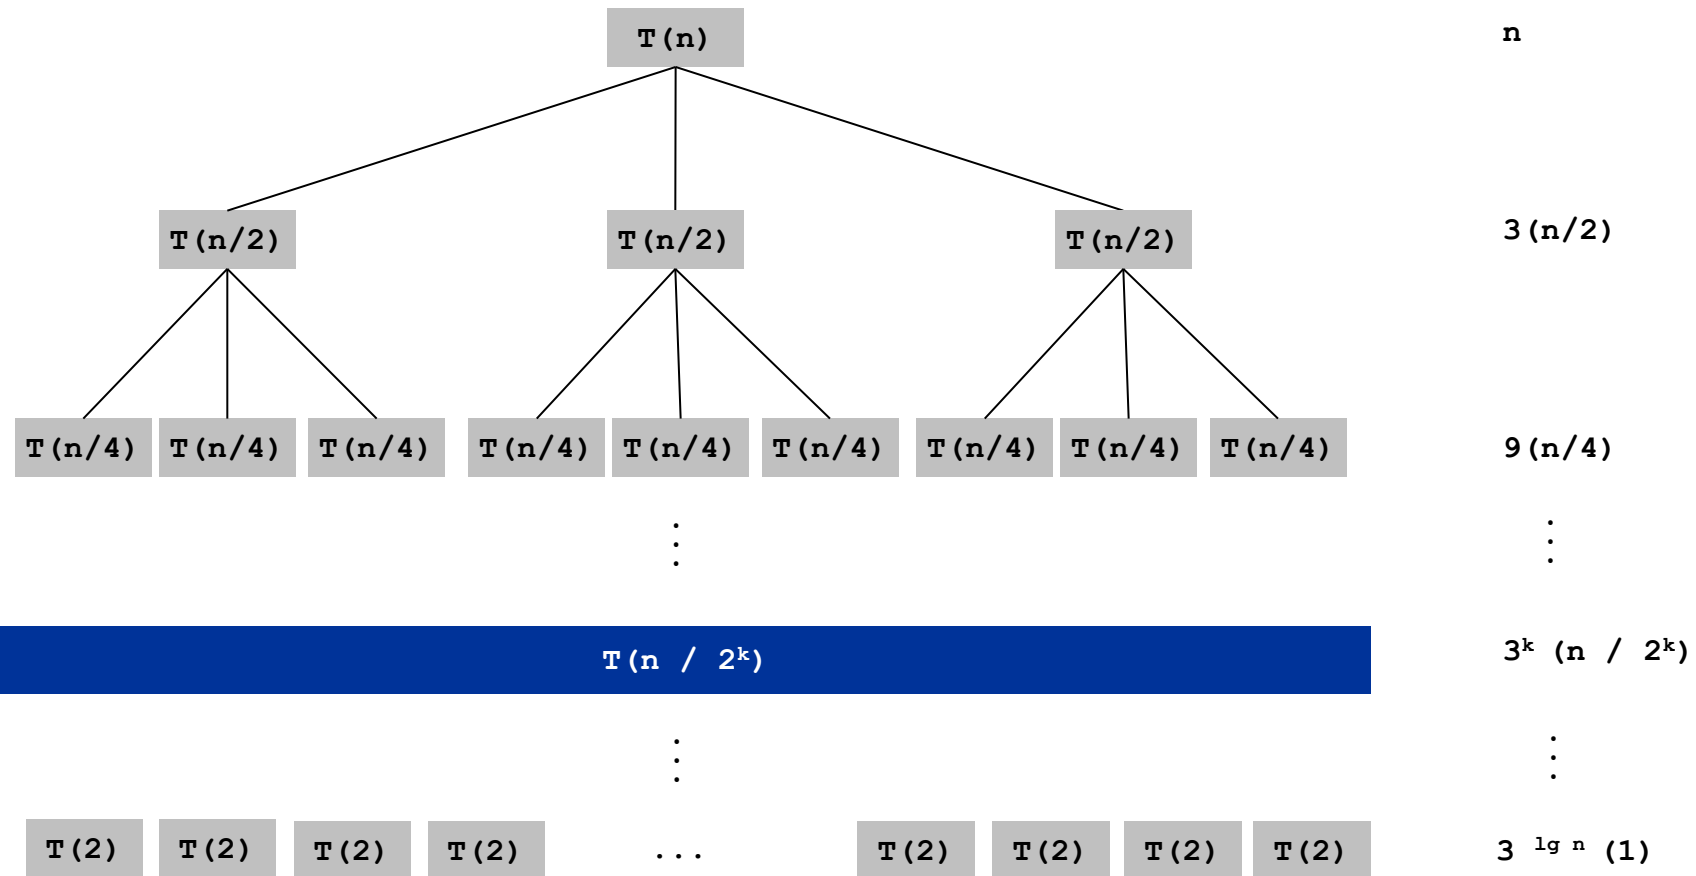 T(n) n
T(n/2) T(n/2) T(n/2) 3(n/2)
T(n/4) T(n/4) T(n/4) T(n/4) T(n/4) T(n/4) T(n/4) T(n/4) T(n/4) 9(n/4)
T(n / 2ᵏ) 3ᵏ (n / 2ᵏ)
T(2) T(2) T(2) T(2) ... T(2) T(2) T(2) T(2) 3 ˡᵍ ⁿ (1)